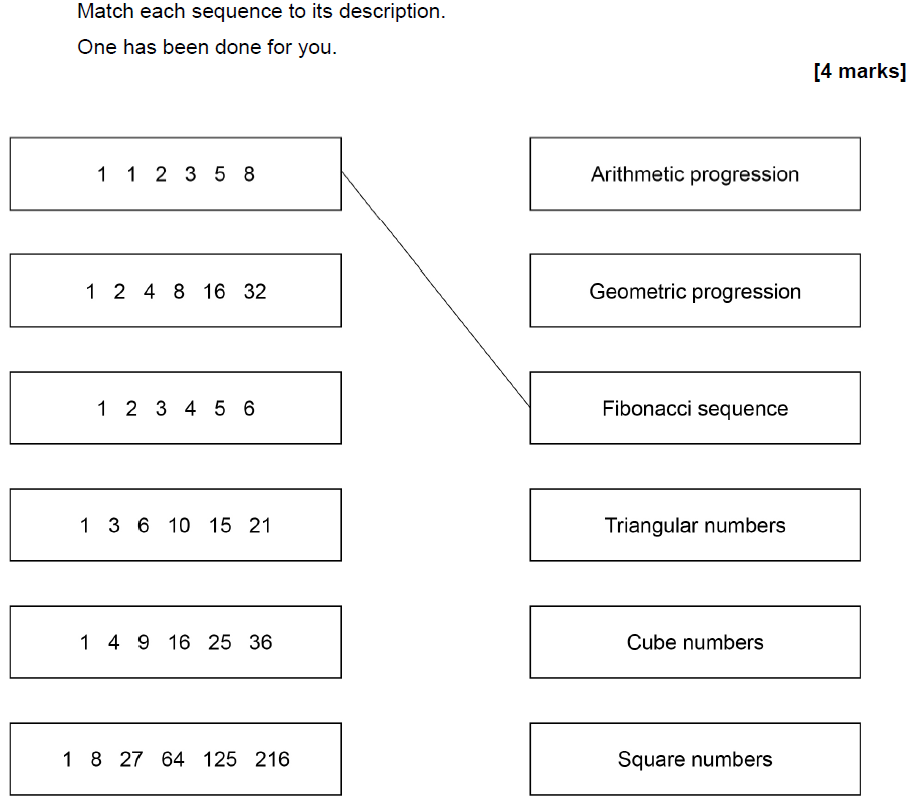 Match each sequence to its description.
One has been done for you.
[4 marks]
1 1 2 3 5 8
Arithmetic progression
1 2 4 8 16 32
Geometric progression
1 2 3 4 5 6
Fibonacci sequence
1 3 6 10 15 21
Triangular numbers
1 4 9 16 25 36
Cube numbers
1 8 27 64 125 216
Square numbers